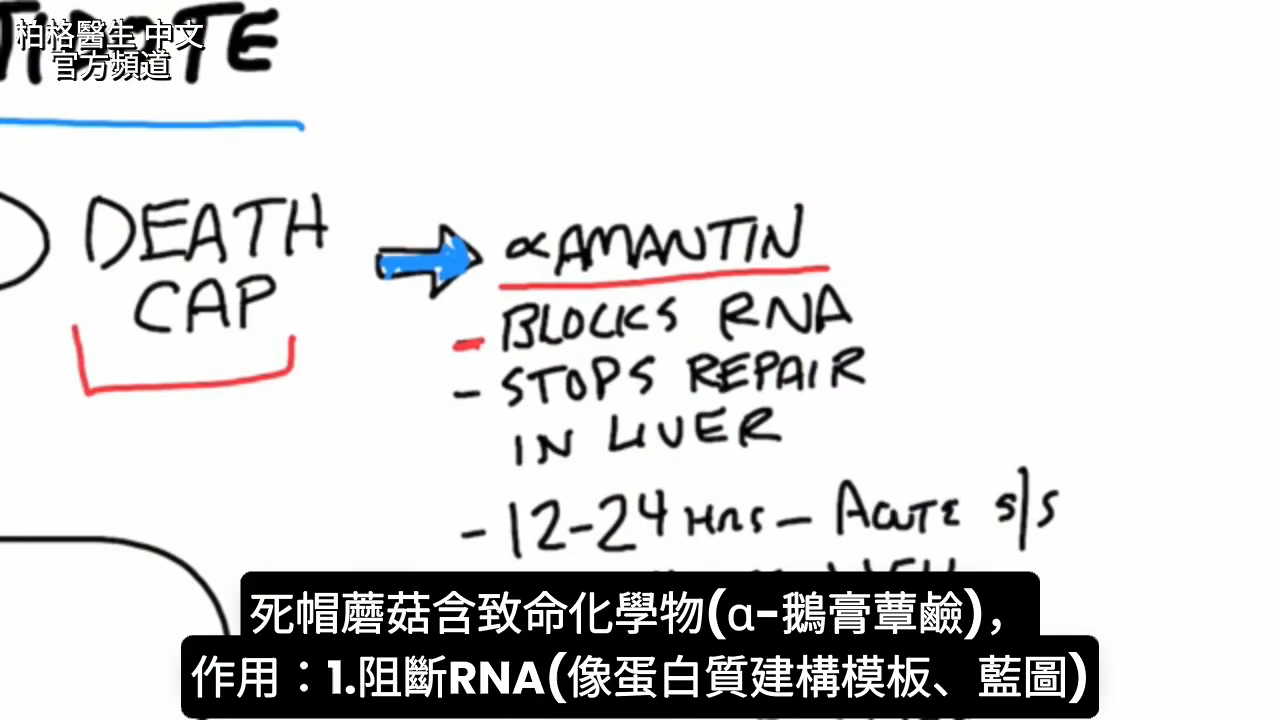 柏格醫生 中文
官方頻道
DEATH
CAP
∝AMANTIN
- BLOCKS RNA
- STOPS REPAIR
IN LIVER
- 12-24 HRS - ACUTE S/S
死帽蘑菇含致命化學物(α-鵝膏蕈鹼)，
作用：1.阻斷RNA(像蛋白質建構模板、藍圖)